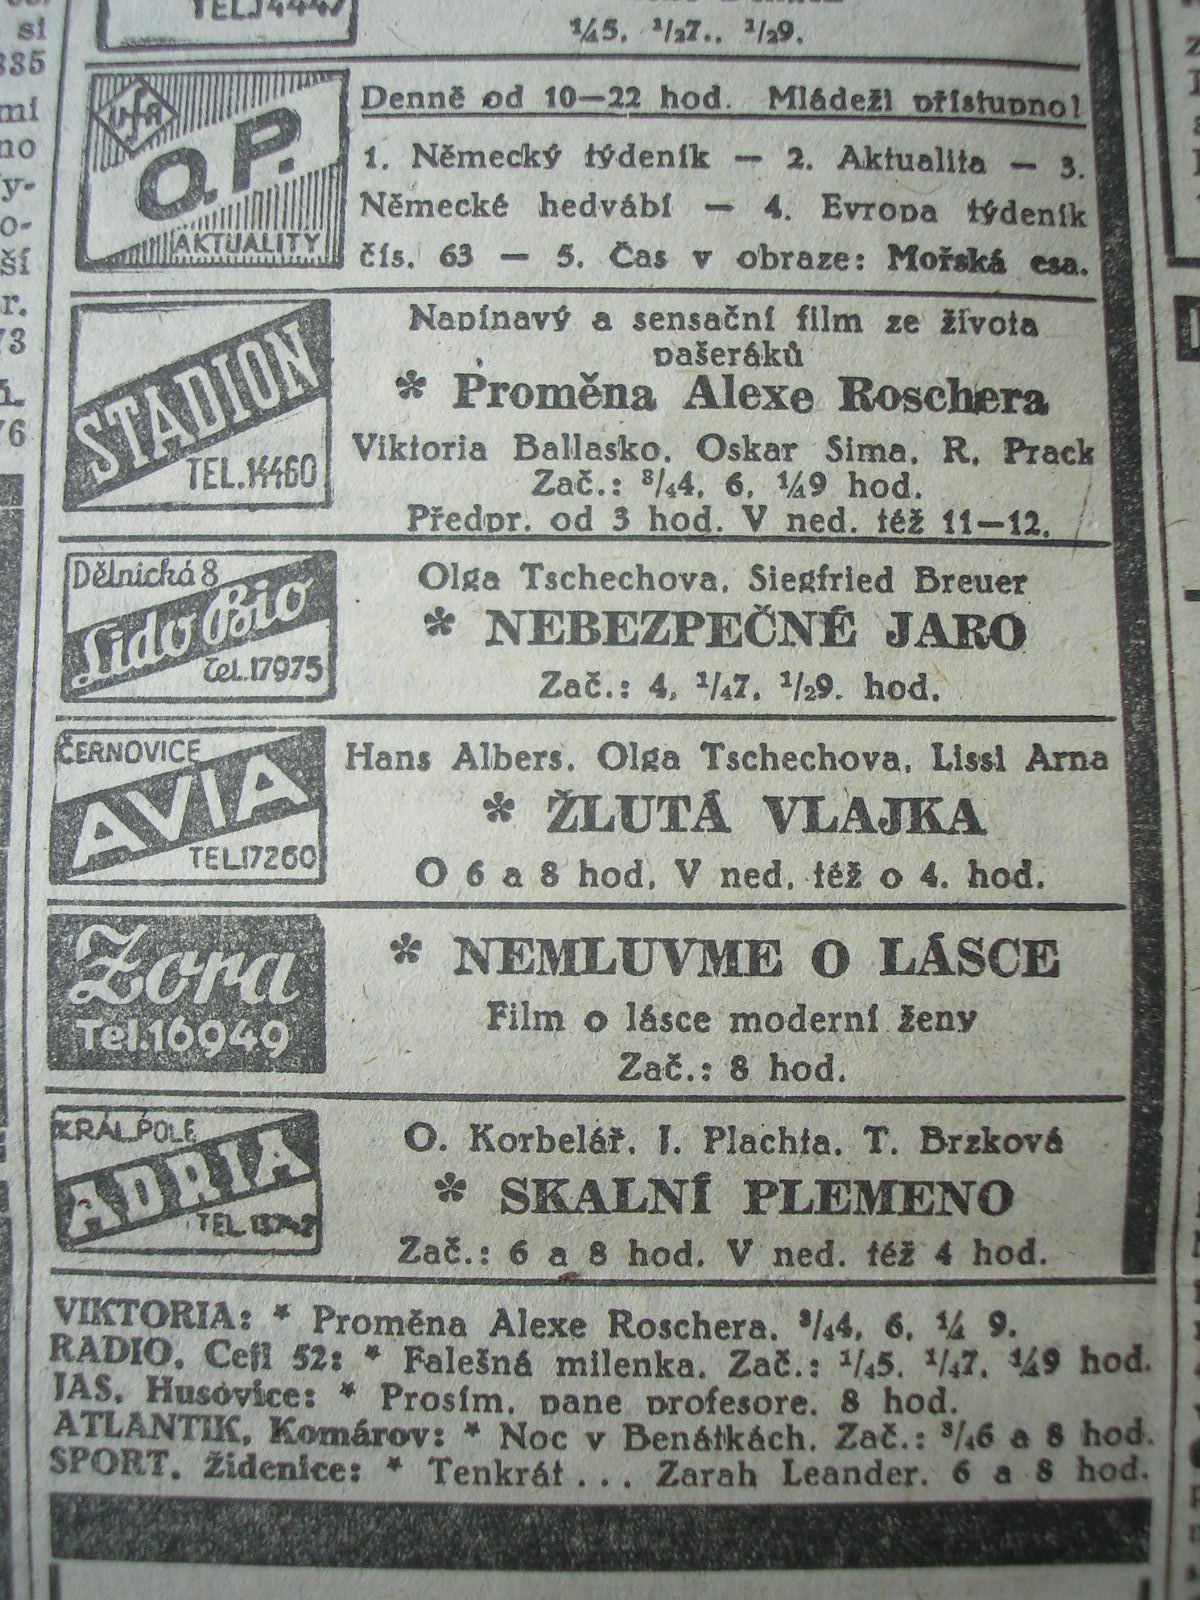 TEL.14447
¼5, ½7., ½9.
Ufa
O.P.
AKTUALITY
Denně od 10—22 hod. Mládeži přístupno!
1. Německý týdeník — 2. Aktualita — 3.
Německé hedvábí — 4. Evropa týdeník
čís. 63 — 5. Čas v obraze: Mořská esa.
STADION
TEL.14460
Napínavý a sensační film ze života
pašeráků
* Proměna Alexe Roschera
Viktoria Ballasko, Oskar Sima, R. Prack
Zač.: ¾4, 6, ¼9 hod.
Předpr. od 3 hod. V ned. též 11—12.
Dělnická 8
Lido Bio
Tel.17975
Olga Tschechova, Siegfried Breuer
* NEBEZPEČNÉ JARO
Zač.: 4, ¼7, ½9. hod.
ČERNOVICE
AVIA
TEL.17260
Hans Albers, Olga Tschechova, Lissi Arna
* ŽLUTÁ VLAJKA
O 6 a 8 hod. V ned. též o 4. hod.
Zora
Tel.16949
* NEMLUVME O LÁSCE
Film o lásce moderní ženy
Zač.: 8 hod.
KRÁL.POLE
ADRIA
TEL.
O. Korbelář, J. Plachta, T. Brzková
* SKALNÍ PLEMENO
Zač.: 6 a 8 hod. V ned. též 4 hod.
VIKTORIA: * Proměna Alexe Roschera. ¾4, 6, ¼ 9.
RADIO, Cejl 52: * Falešná milenka. Zač.: ¼5, ¼7, ¼9 hod.
JAS, Husovice: * Prosím, pane profesore. 8 hod.
ATLANTIK, Komárov: * Noc v Benátkách. Zač.: ¾6 a 8 hod.
SPORT, Židenice: * Tenkrát . . . Zarah Leander. 6 a 8 hod.